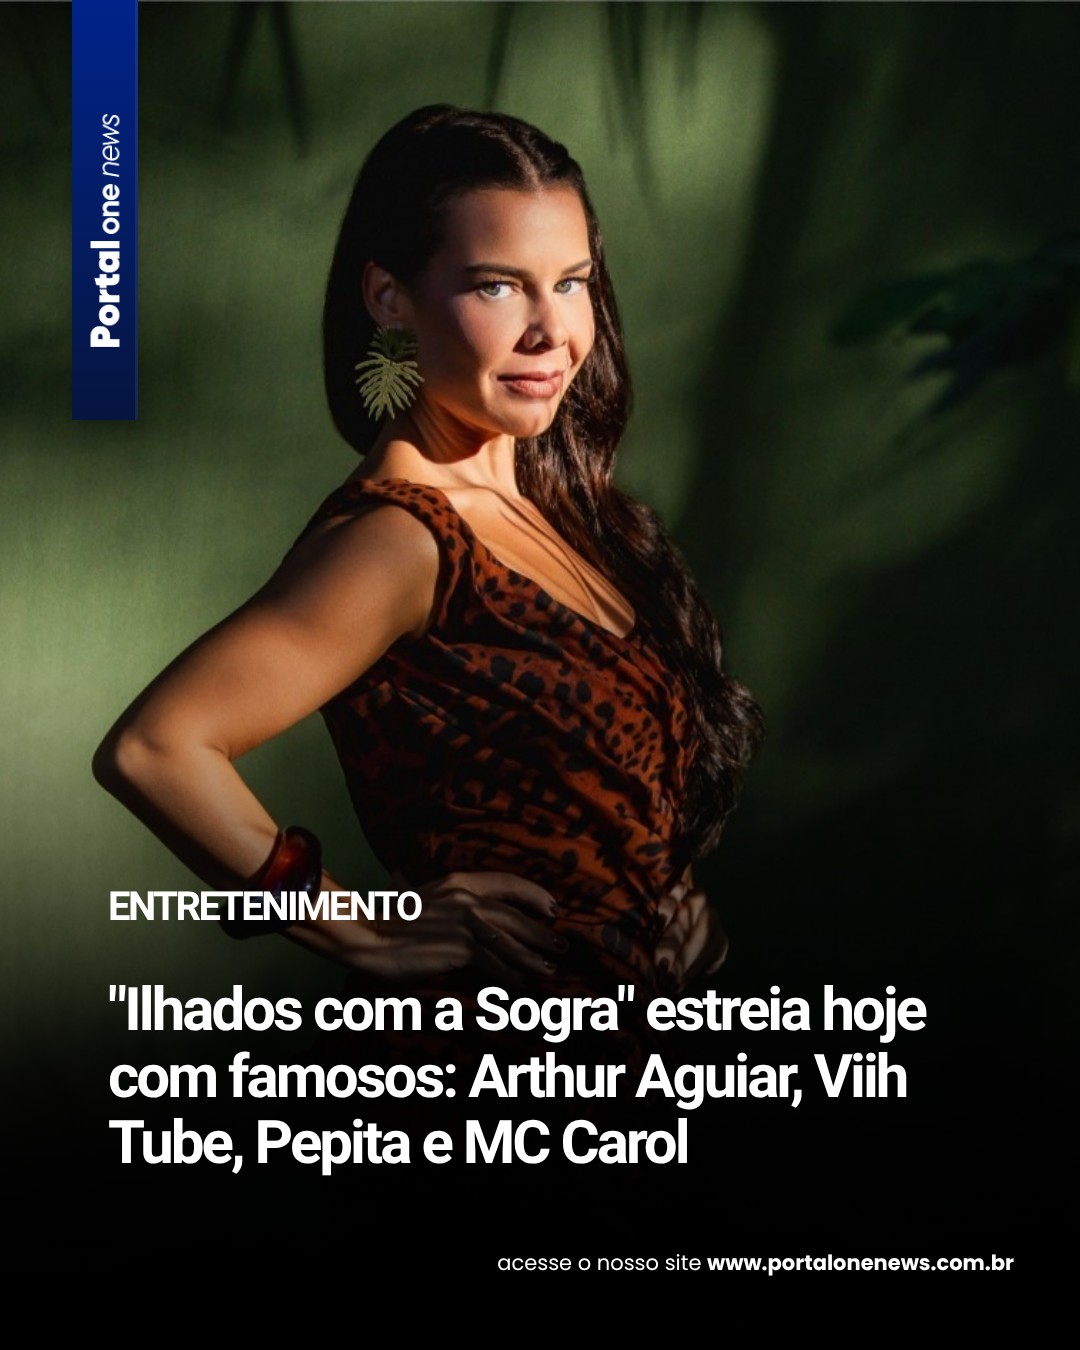 Portal one news
ENTRETENIMENTO
"Ilhados com a Sogra" estreia hoje
com famosos: Arthur Aguiar, Viih
Tube, Pepita e MC Carol
acesse o nosso site www.portalonenews.com.br